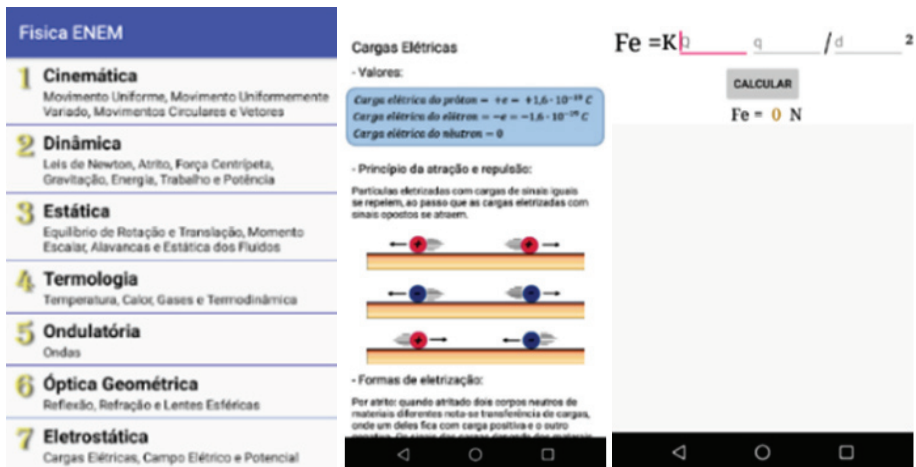 Fisica ENEM
1 Cinemática
Movimento Uniforme, Movimento Uniformemente
Variado, Movimentos Circulares e Vetores
2 Dinâmica
Leis de Newton, Atrito, Força Centrípeta,
Gravitação, Energia, Trabalho e Potência
3 Estática
Equilíbrio de Rotação e Translação, Momento
Escalar, Alavancas e Estática dos Fluidos
4 Termologia
Temperatura, Calor, Gases e Termodinâmica
5 Ondulatória
Ondas
6 Óptica Geométrica
Reflexão, Refração e Lentes Esféricas
7 Eletrostática
Cargas Elétricas, Campo Elétrico e Potencial
Cargas Elétricas
- Valores:
Carga elétrica do próton = +e = +1,6 · 10⁻¹⁹ C
Carga elétrica do elétron = -e = -1,6 · 10⁻¹⁹ C
Carga elétrica do nêutron = 0
- Princípio da atração e repulsão:
Partículas eletrizadas com cargas de sinais iguais
se repelem, ao passo que as cargas eletrizadas com
sinais opostos se atraem.
- Formas de eletrização:
Por atrito: quando atritado dois corpos neutros de
materiais diferentes nota-se transferência de cargas,
onde um deles fica com carga positiva e o outro
Fe =K Q q / d ²
CALCULAR
Fe = 0 N